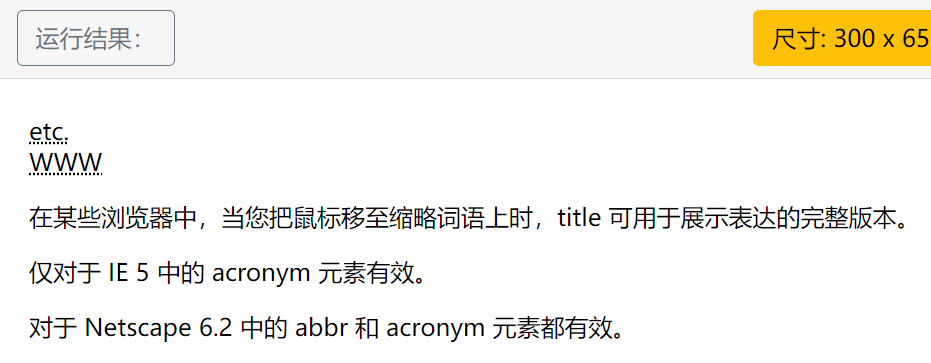 运行结果：
尺寸: 300 x 65
etc.
WWW
在某些浏览器中，当您把鼠标移至缩略词语上时，title 可用于展示表达的完整版本。
仅对于 IE 5 中的 acronym 元素有效。
对于 Netscape 6.2 中的 abbr 和 acronym 元素都有效。